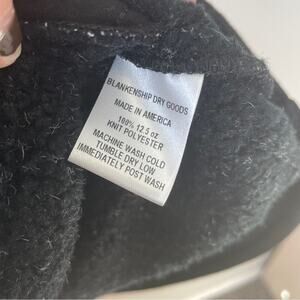 BLANKENSHIP DRY GOODS
MADE IN AMERICA
100% 12.5 oz
KNIT POLYESTER
MACHINE WASH COLD
TUMBLE DRY LOW
IMMEDIATELY POST WASH